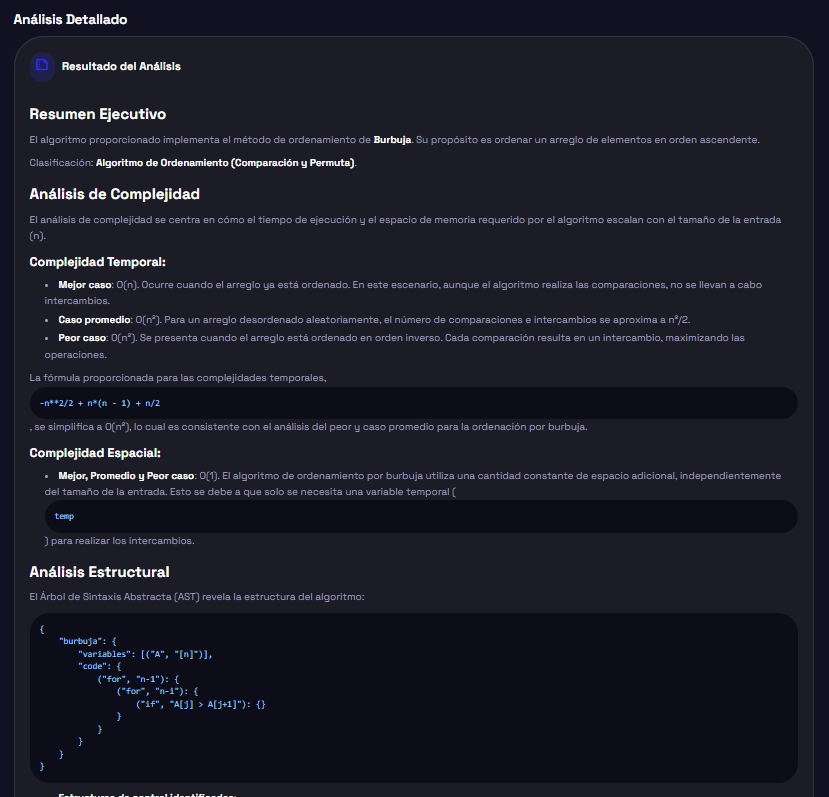 Análisis Detallado
Resultado del Análisis
Resumen Ejecutivo
El algoritmo proporcionado implementa el método de ordenamiento de Burbuja. Su propósito es ordenar un arreglo de elementos en orden ascendente.
Clasificación: Algoritmo de Ordenamiento (Comparación y Permuta).
Análisis de Complejidad
El análisis de complejidad se centra en cómo el tiempo de ejecución y el espacio de memoria requerido por el algoritmo escalan con el tamaño de la entrada
(n).
Complejidad Temporal:
• Mejor caso: O(n). Ocurre cuando el arreglo ya está ordenado. En este escenario, aunque el algoritmo realiza las comparaciones, no se llevan a cabo
intercambios.
• Caso promedio: O(n²). Para un arreglo desordenado aleatoriamente, el número de comparaciones e intercambios se aproxima a n²/2.
• Peor caso: O(n²). Se presenta cuando el arreglo está ordenado en orden inverso. Cada comparación resulta en un intercambio, maximizando las
operaciones.
La fórmula proporcionada para las complejidades temporales,
-n**2/2 + n*(n - 1) + n/2
, se simplifica a O(n²), lo cual es consistente con el análisis del peor y caso promedio para la ordenación por burbuja.
Complejidad Espacial:
• Mejor, Promedio y Peor caso: O(1). El algoritmo de ordenamiento por burbuja utiliza una cantidad constante de espacio adicional, independientemente
del tamaño de la entrada. Esto se debe a que solo se necesita una variable temporal (
temp
) para realizar los intercambios.
Análisis Estructural
El Árbol de Sintaxis Abstracta (AST) revela la estructura del algoritmo:
{
"burbuja": {
"variables": [("A", "[n]")],
"code": {
("for", "n-1"): {
("for", "n-i"): {
("if", "A[j] > A[j+1]"): {}
}
}
}
}
}
Estructuras de control identificadas: